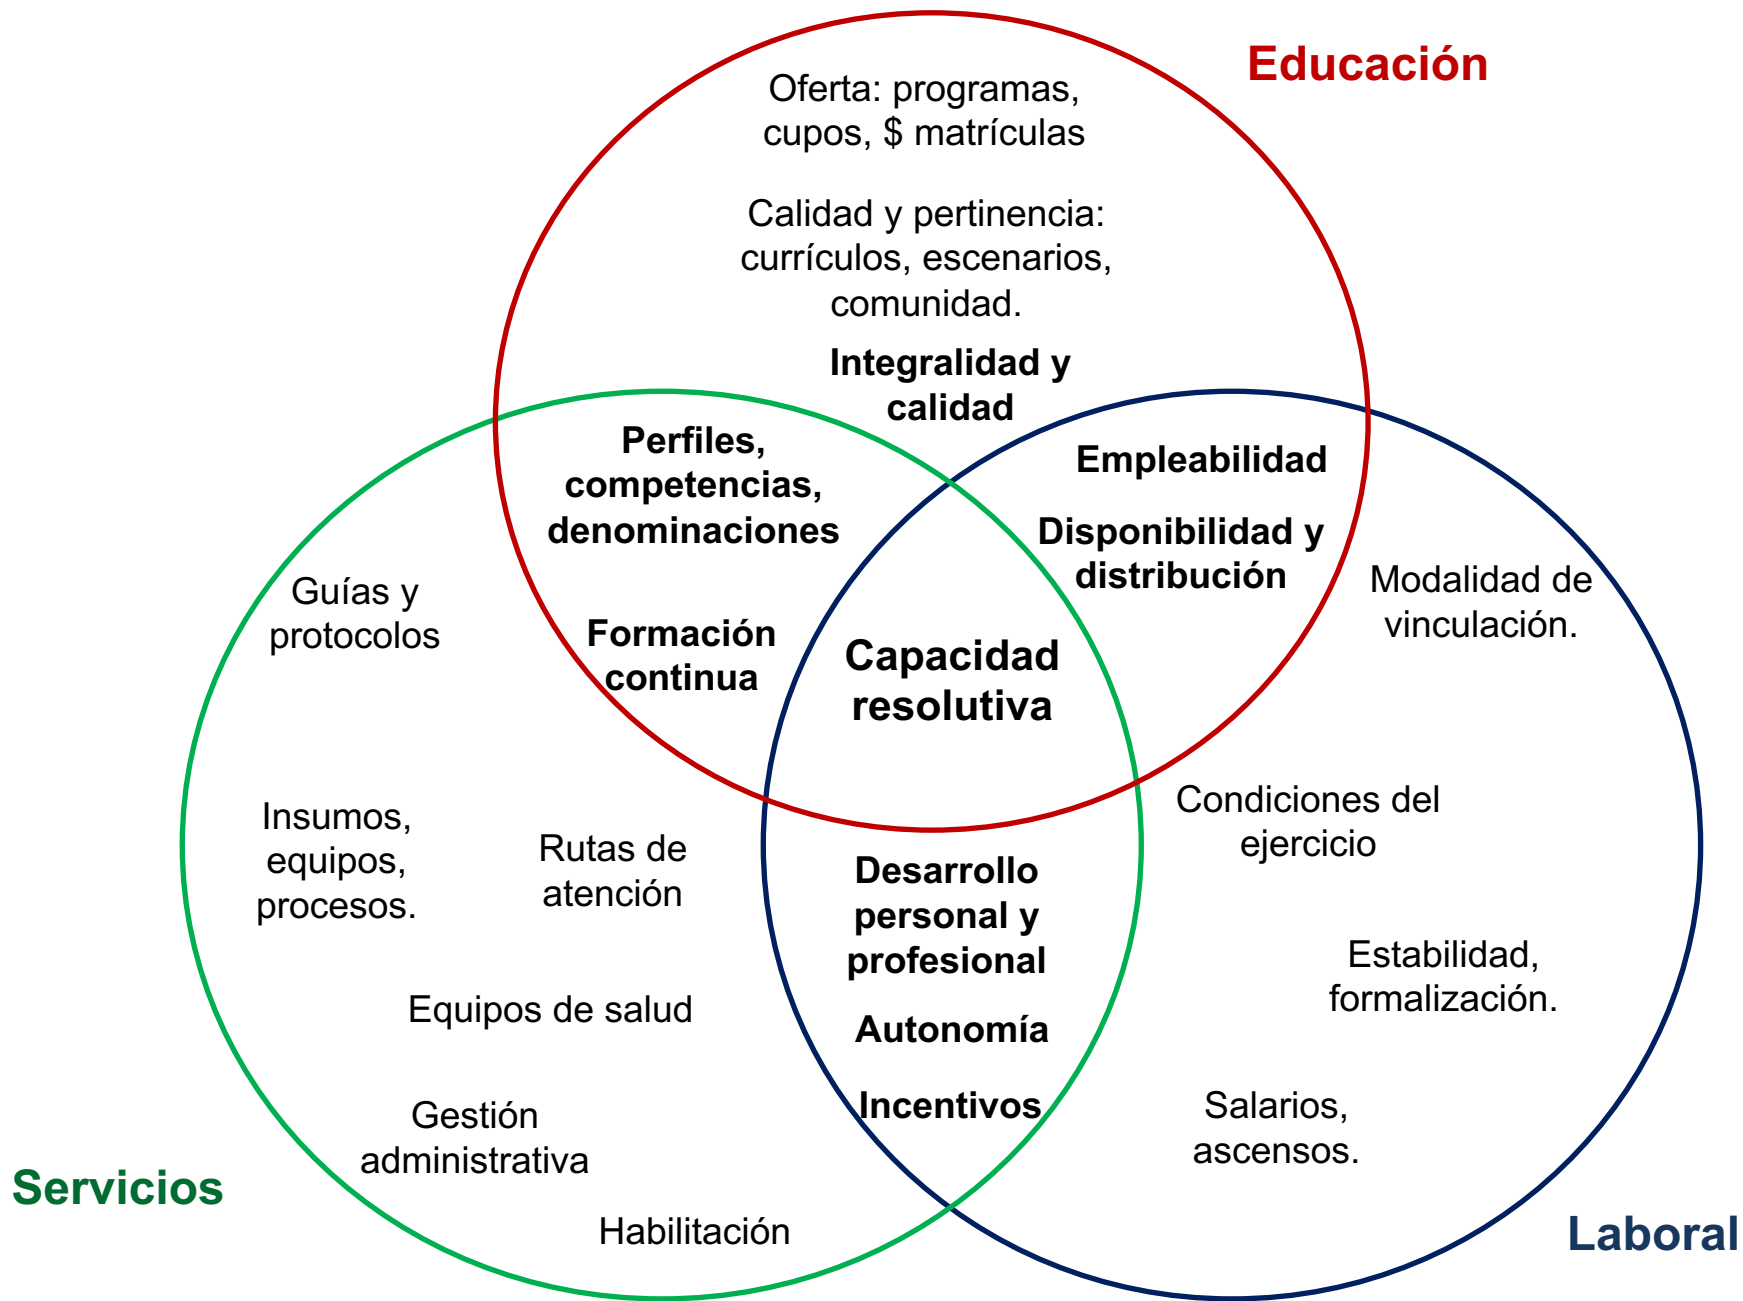 Educación
Oferta: programas,
cupos, $ matrículas
Calidad y pertinencia:
currículos, escenarios,
comunidad.
Integralidad y
calidad
Perfiles,
competencias,
denominaciones
Formación
continua
Empleabilidad
Disponibilidad y
distribución
Capacidad
resolutiva
Guías y
protocolos
Insumos,
equipos,
procesos.
Rutas de
atención
Equipos de salud
Gestión
administrativa
Habilitación
Servicios
Desarrollo
personal y
profesional
Autonomía
Incentivos
Modalidad de
vinculación.
Condiciones del
ejercicio
Estabilidad,
formalización.
Salarios,
ascensos.
Laboral